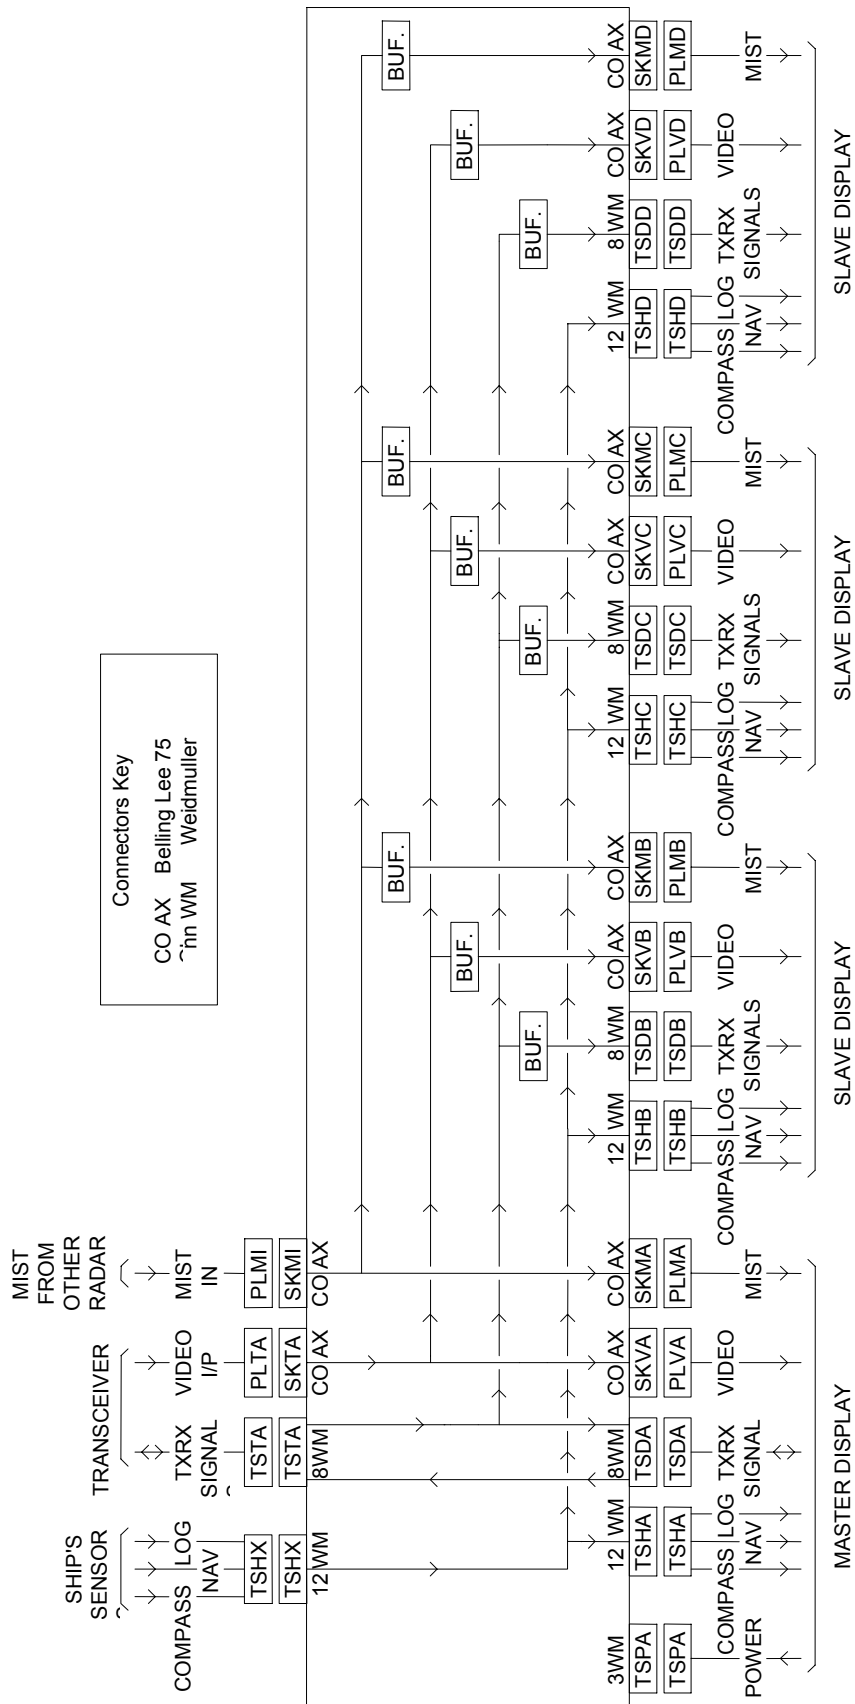 MIST
FROM
OTHER
RADAR
TRANSCEIVER
SHIP'S
SENSOR
COMPASS
NAV
LOG
TXRX
SIGNAL
VIDEO
I/P
MIST
IN
TSHX
TSTA
PLTA
PLMI
TSHX
TSTA
SKTA
SKMI
12 WM
8WM
CO AX
CO AX
Connectors Key
CO AX Belling Lee 75
nn WM Weidmuller
BUF.
BUF.
BUF.
BUF.
BUF.
BUF.
BUF.
BUF.
BUF.
3WM
12 WM
8WM
CO AX
CO AX
12 WM
8 WM
CO AX
CO AX
12 WM
8 WM
CO AX
CO AX
12 WM
8 WM
CO AX
CO AX
TSPA
TSHA
TSDA
SKVA
SKMA
TSHB
TSDB
SKVB
SKMB
TSHC
TSDC
SKVC
SKMC
TSHD
TSDD
SKVD
SKMD
TSPA
TSHA
TSDA
PLVA
PLMA
TSHB
TSDB
PLVB
PLMB
TSHC
TSDC
PLVC
PLMC
TSHD
TSDD
PLVD
PLMD
POWER
COMPASS
NAV
LOG
TXRX
SIGNAL
VIDEO
MIST
COMPASS
NAV
LOG
TXRX
SIGNALS
VIDEO
MIST
COMPASS
NAV
LOG
TXRX
SIGNALS
VIDEO
MIST
COMPASS
NAV
LOG
TXRX
SIGNALS
VIDEO
MIST
MASTER DISPLAY
SLAVE DISPLAY
SLAVE DISPLAY
SLAVE DISPLAY